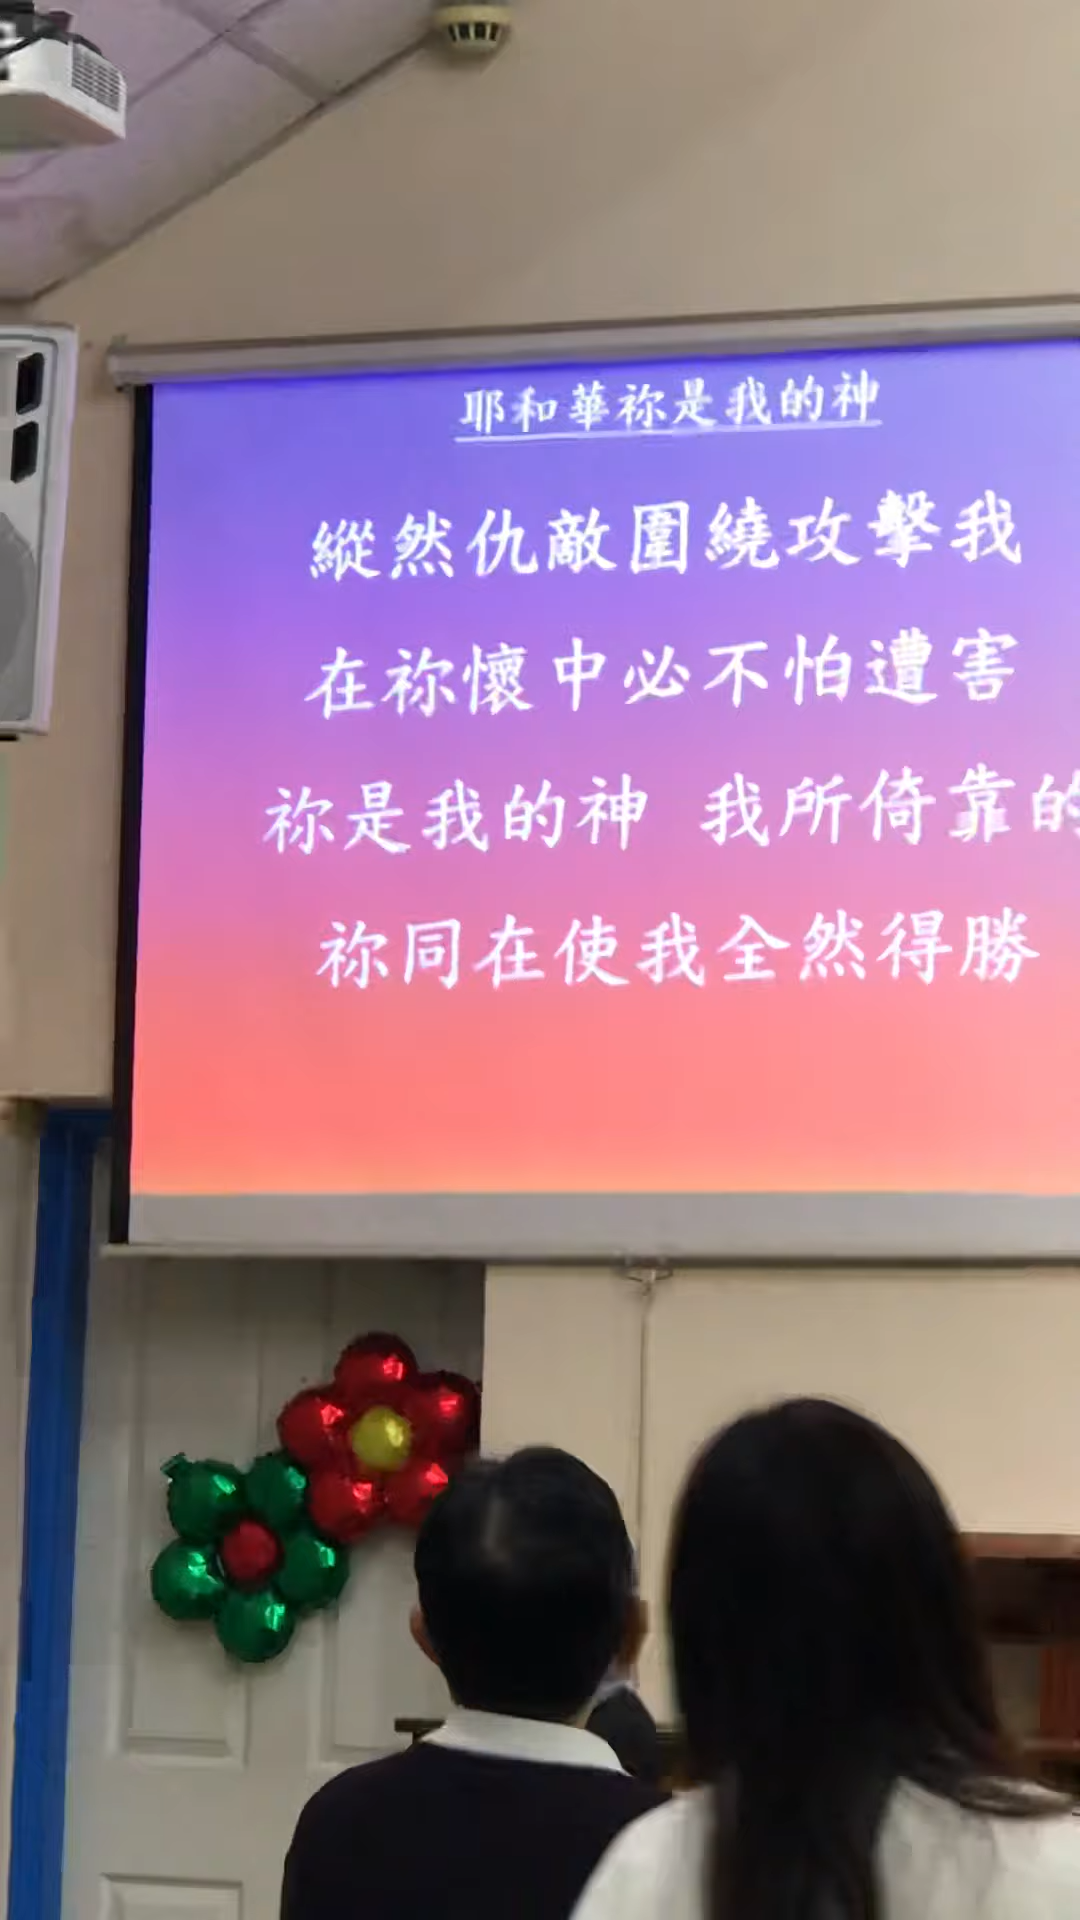 耶和華祢是我的神
縱然仇敵圍繞攻擊我
在祢懷中必不怕遭害
祢是我的神 我所倚靠的
祢同在使我全然得勝